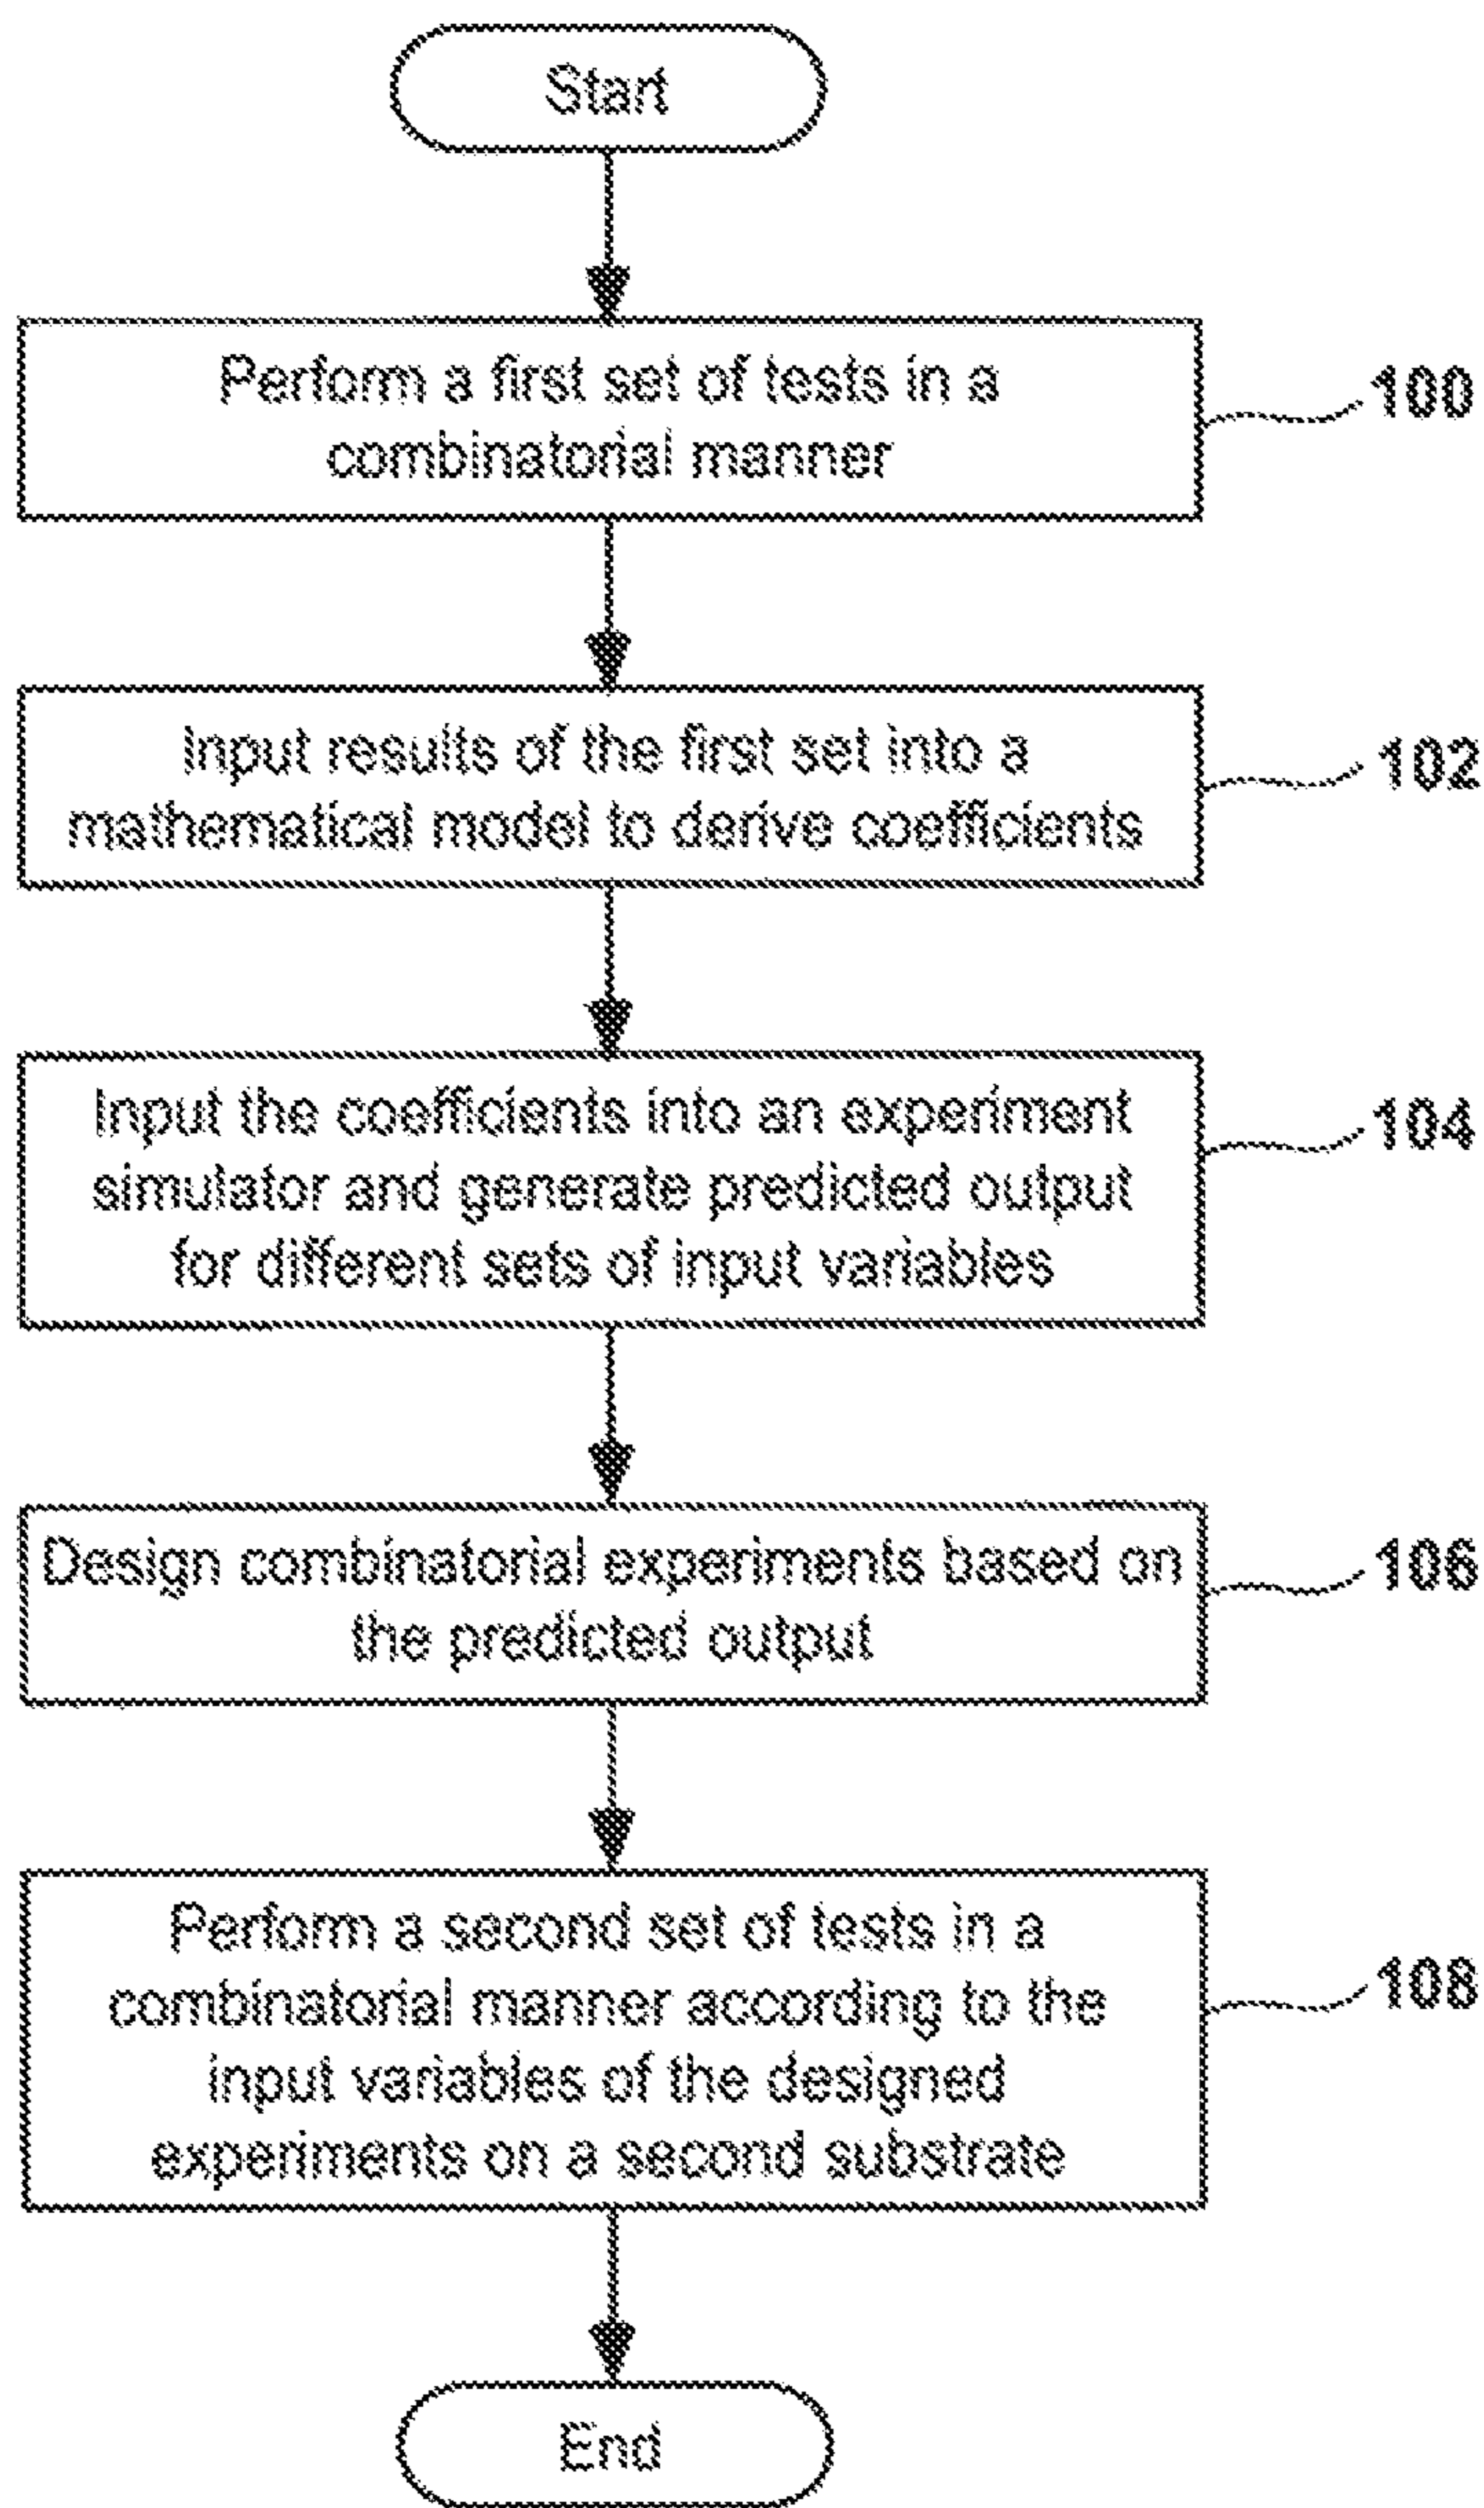 Start
Perform a first set of tests in a
combinatorial manner
100
Input results of the first set into a
mathematical model to derive coefficients
102
Input the coefficients into an experiment
simulator and generate predicted output
for different sets of input variables
104
Design combinatorial experiments based on
the predicted output
106
Perform a second set of tests in a
combinatorial manner according to the
input variables of the designed
experiments on a second substrate
108
End